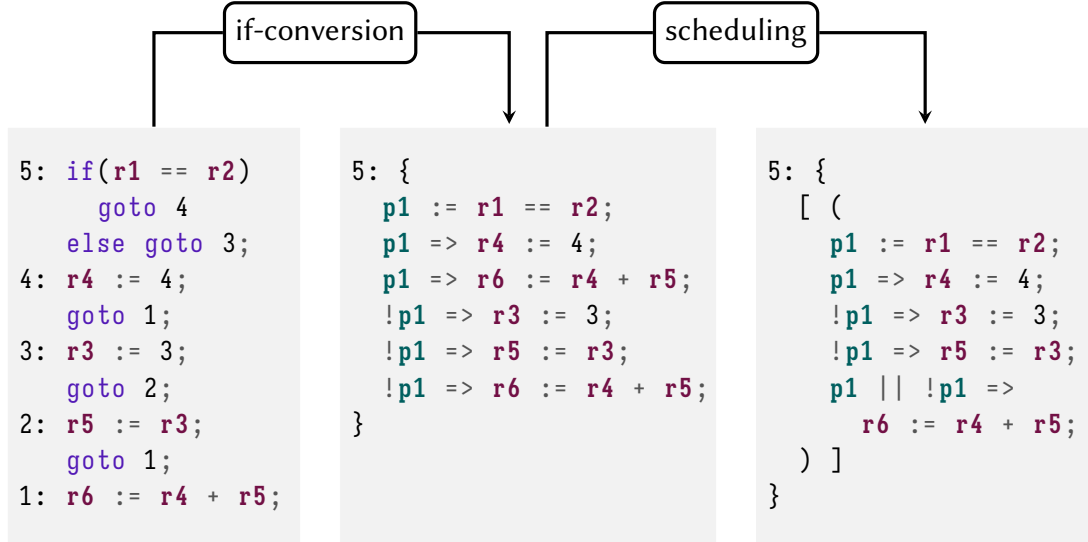 if-conversion
scheduling
5: if(r1 == r2)
goto 4
else goto 3;
4: r4 := 4;
goto 1;
3: r3 := 3;
goto 2;
2: r5 := r3;
goto 1;
1: r6 := r4 + r5;
5: {
p1 := r1 == r2;
p1 => r4 := 4;
p1 => r6 := r4 + r5;
!p1 => r3 := 3;
!p1 => r5 := r3;
!p1 => r6 := r4 + r5;
}
5: {
[ (
p1 := r1 == r2;
p1 => r4 := 4;
!p1 => r3 := 3;
!p1 => r5 := r3;
p1 || !p1 =>
r6 := r4 + r5;
) ]
}